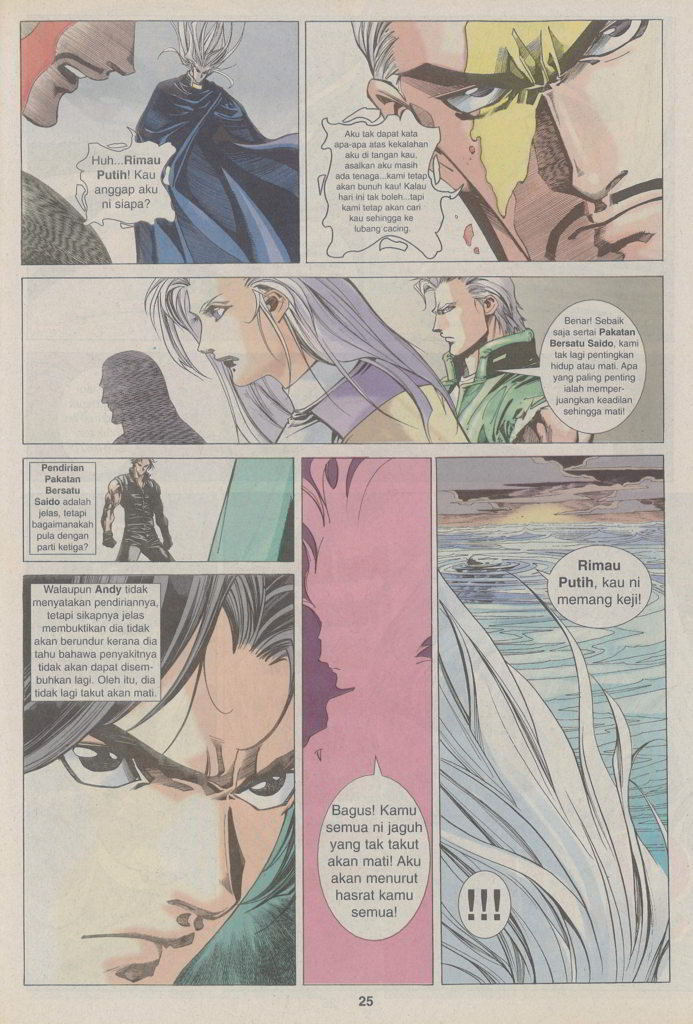 Huh...Rimau
Putih! Kau
anggap aku
ni siapa?
Aku tak dapat kata
apa-apa atas kekalahan
aku di tangan kau,
asalkan aku masih
ada tenaga...kami tetap
akan bunuh kau! Kalau
hari ini tak boleh...tapi
kami tetap akan cari
kau sehingga ke
lubang cacing.
Benar! Sebaik
saja sertai Pakatan
Bersatu Saido, kami
tak lagi pentingkan
hidup atau mati. Apa
yang paling penting
ialah memper-
juangkan keadilan
sehingga mati!
Pendirian
Pakatan
Bersatu
Saido adalah
jelas, tetapi
bagaimanakah
pula dengan
parti ketiga?
Walaupun Andy tidak
menyatakan pendiriannya,
tetapi sikapnya jelas
membuktikan dia tidak
akan berundur kerana dia
tahu bahawa penyakitnya
tidak akan dapat disem-
buhkan lagi. Oleh itu, dia
tidak lagi takut akan mati.
Bagus! Kamu
semua ni jaguh
yang tak takut
akan mati! Aku
akan menurut
hasrat kamu
semua!
Rimau
Putih, kau ni
memang keji!
!!!
25